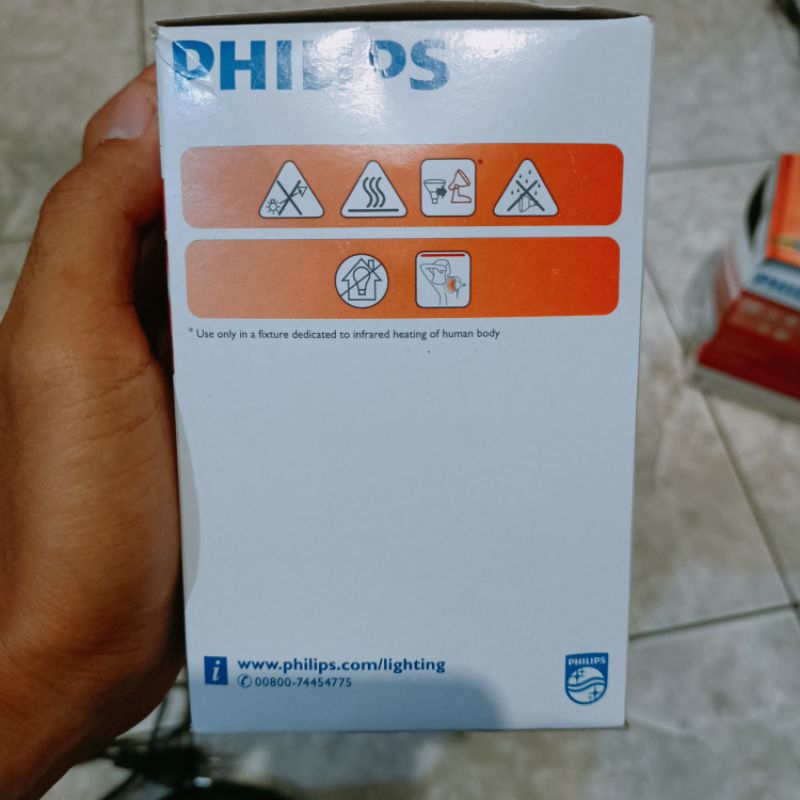 PHILIPS
* Use only in a fixture dedicated to infrared heating of human body
i www.philips.com/lighting
✆ 00800-74454775
PHILIPS
PHILIPS